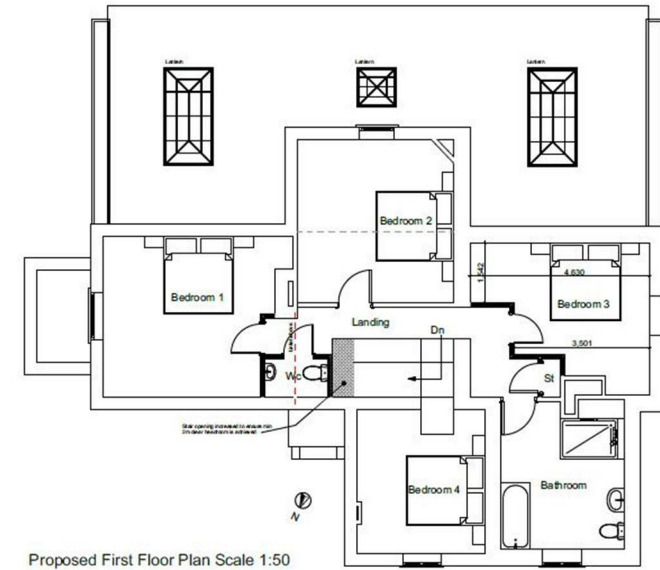 Lantern
Lantern
Lantern
Bedroom 2
Bedroom 1
1,542
4,630
Bedroom 3
Landing
Dn
3,501
Wc
St
Stair opening increased to ensure min
2m clear headroom is achieved
Bedroom 4
Bathroom
N
Proposed First Floor Plan Scale 1:50